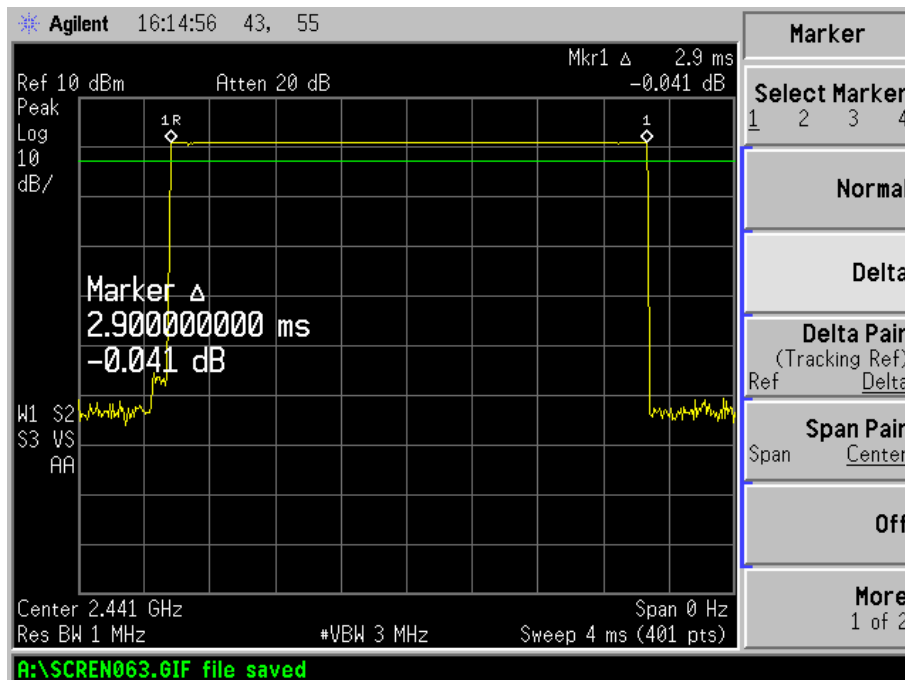 Agilent 16:14:56 43, 55
Mkr1 Δ 2.9 ms
Ref 10 dBm Atten 20 dB -0.041 dB
Peak
Log
10
dB/
1R 1
Marker Δ
2.900000000 ms
-0.041 dB
W1 S2
S3 VS
AA
Center 2.441 GHz Span 0 Hz
Res BW 1 MHz #VBW 3 MHz Sweep 4 ms (401 pts)
A:\SCREN063.GIF file saved
Marker
Select Marker
1 2 3 4
Normal
Delta
Delta Pair
(Tracking Ref)
Ref Delta
Span Pair
Span Center
Off
More
1 of 2